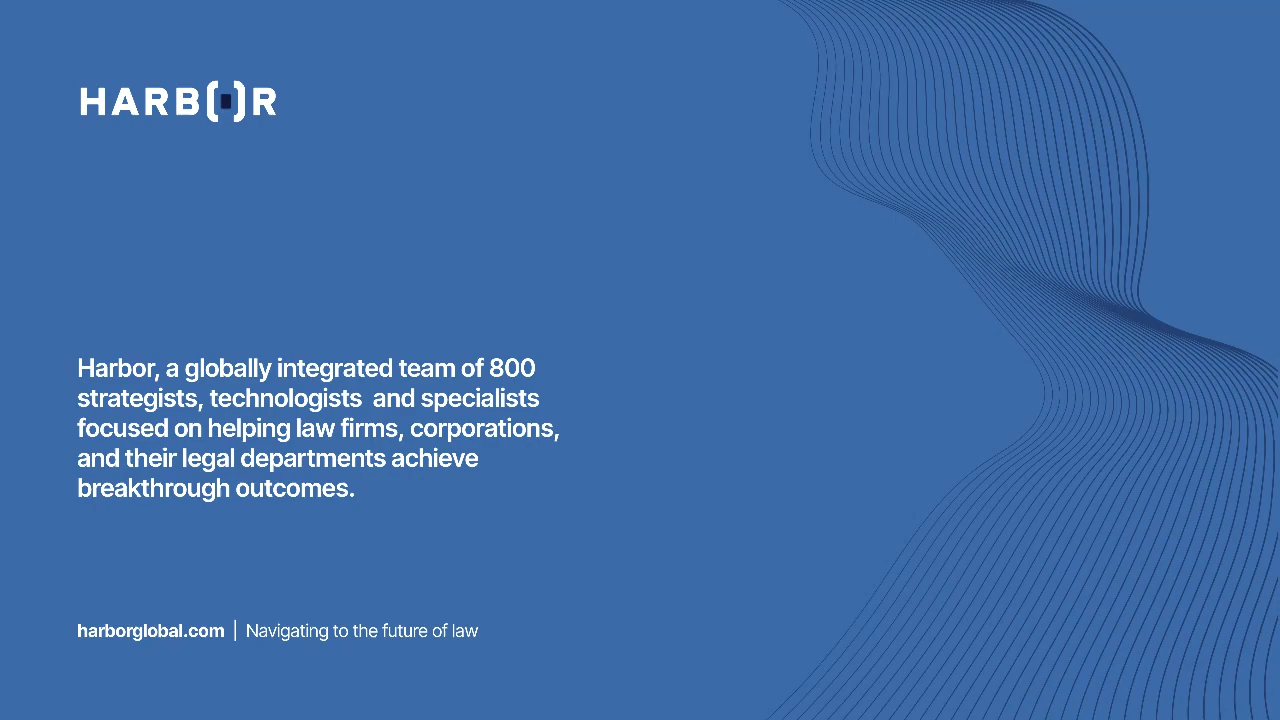 HARBOR
Harbor, a globally integrated team of 800
strategists, technologists  and specialists
focused on helping law firms, corporations,
and their legal departments achieve
breakthrough outcomes.
harborglobal.com | Navigating to the future of law